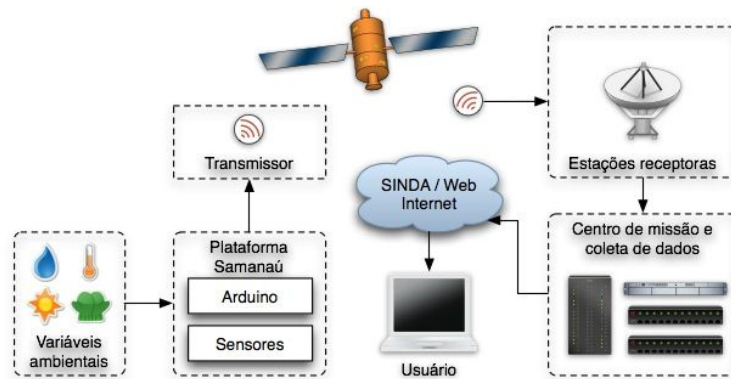 Transmissor
Estações receptoras
SINDA / Web
Internet
Centro de missão e
coleta de dados
Plataforma
Samanaú
Arduino
Sensores
Variáveis
ambientais
Usuário